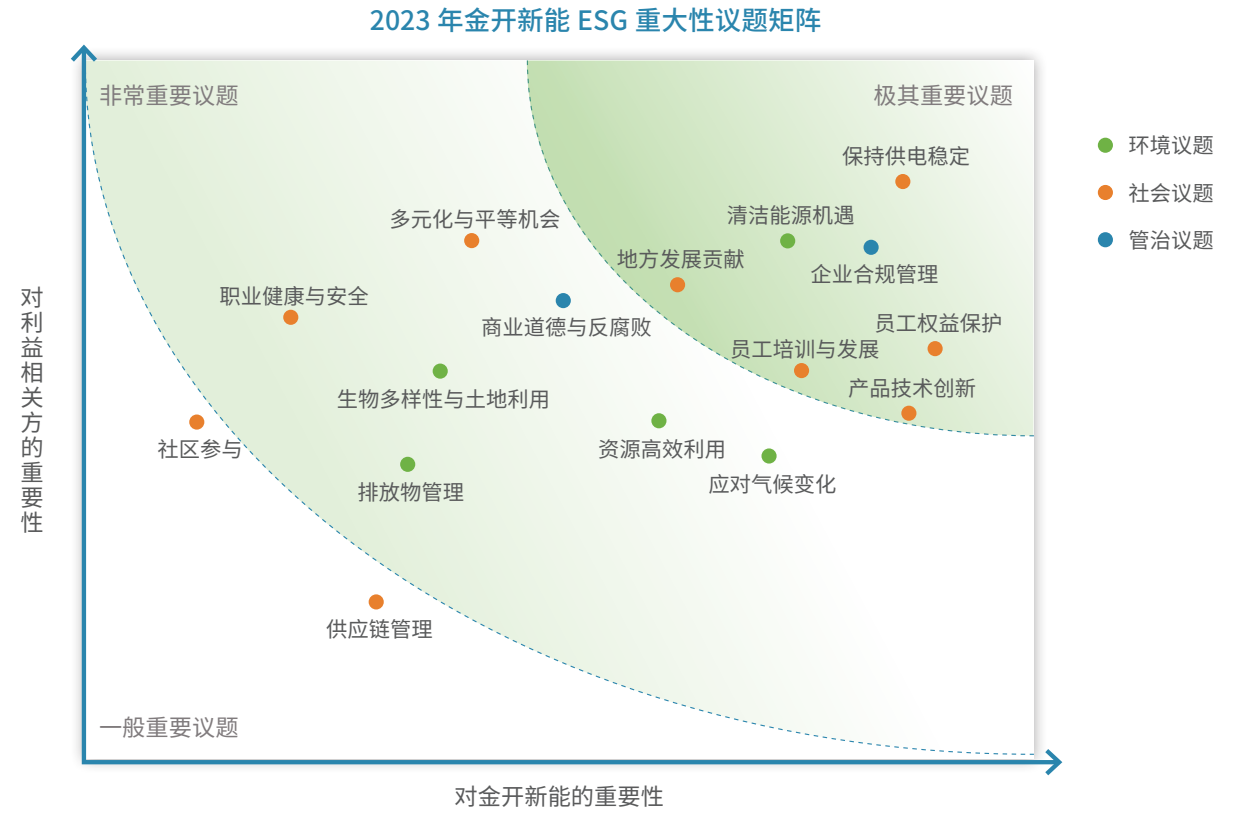 2023 年金开新能 ESG 重大性议题矩阵
非常重要议题
极其重要议题
环境议题
社会议题
管治议题
保持供电稳定
清洁能源机遇
多元化与平等机会
地方发展贡献
企业合规管理
职业健康与安全
商业道德与反腐败
员工权益保护
员工培训与发展
产品技术创新
生物多样性与土地利用
社区参与
资源高效利用
应对气候变化
排放物管理
供应链管理
一般重要议题
对利益相关方的重要性
对金开新能的重要性